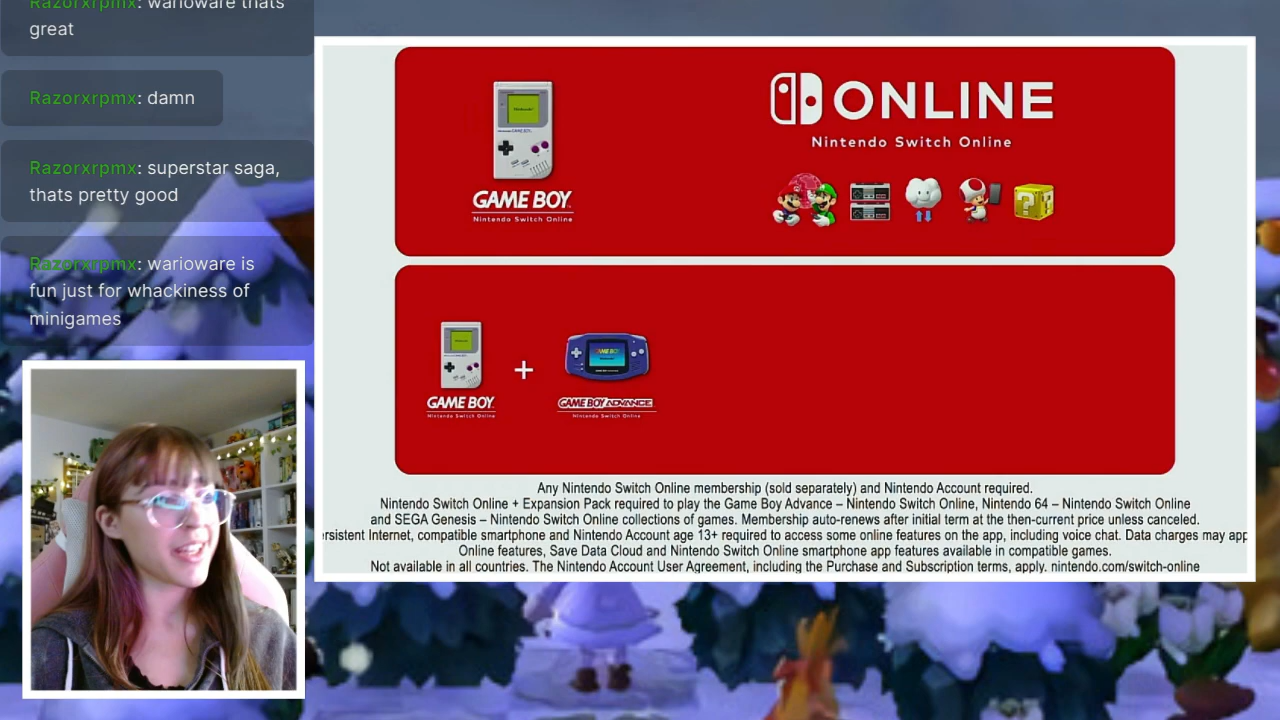 Razorxrpmx: warioware thats
great
Razorxrpmx: damn
Razorxrpmx: superstar saga,
thats pretty good
Razorxrpmx: warioware is
fun just for whackiness of
minigames
ONLINE
Nintendo Switch Online
GAME BOY
Nintendo Switch Online
GAME BOY
Nintendo Switch Online
+
GAME BOY ADVANCE
Nintendo Switch Online
Any Nintendo Switch Online membership (sold separately) and Nintendo Account required.
Nintendo Switch Online + Expansion Pack required to play the Game Boy Advance – Nintendo Switch Online, Nintendo 64 – Nintendo Switch Online
and SEGA Genesis – Nintendo Switch Online collections of games. Membership auto-renews after initial term at the then-current price unless canceled.
rsistent Internet, compatible smartphone and Nintendo Account age 13+ required to access some online features on the app, including voice chat. Data charges may app
Online features, Save Data Cloud and Nintendo Switch Online smartphone app features available in compatible games.
Not available in all countries. The Nintendo Account User Agreement, including the Purchase and Subscription terms, apply. nintendo.com/switch-online